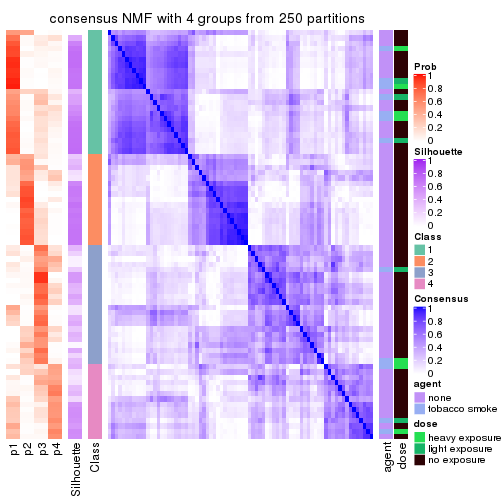 consensus NMF with 4 groups from 250 partitions
p1
p2
p3
p4
Silhouette
Class
agent
dose
Prob
1
0.8
0.6
0.4
0.2
0
Silhouette
1
0.8
0.6
0.4
0.2
0
Class
1
2
3
4
Consensus
1
0.8
0.6
0.4
0.2
0
agent
none
tobacco smoke
dose
heavy exposure
light exposure
no exposure